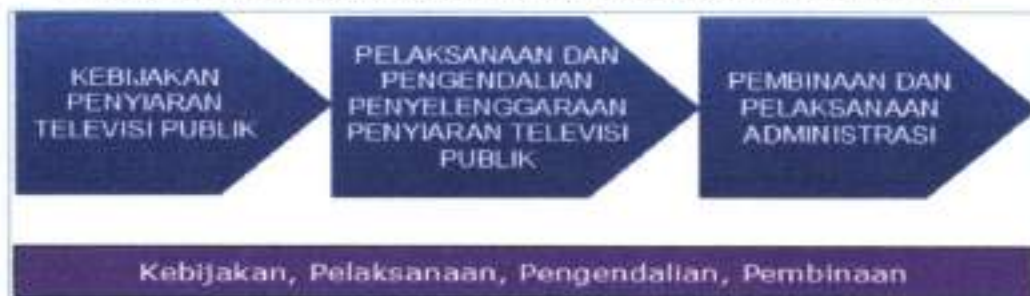 KEBIJAKAN
PENYIARAN
TELEVISI PUBLIK
PELAKSANAAN DAN
PENGENDALIAN
PENYELENGGARAAN
PENYIARAN TELEVISI
PUBLIK
PEMBINAAN DAN
PELAKSANAAN
ADMINISTRASI
Kebijakan, Pelaksanaan, Pengendalian, Pembinaan